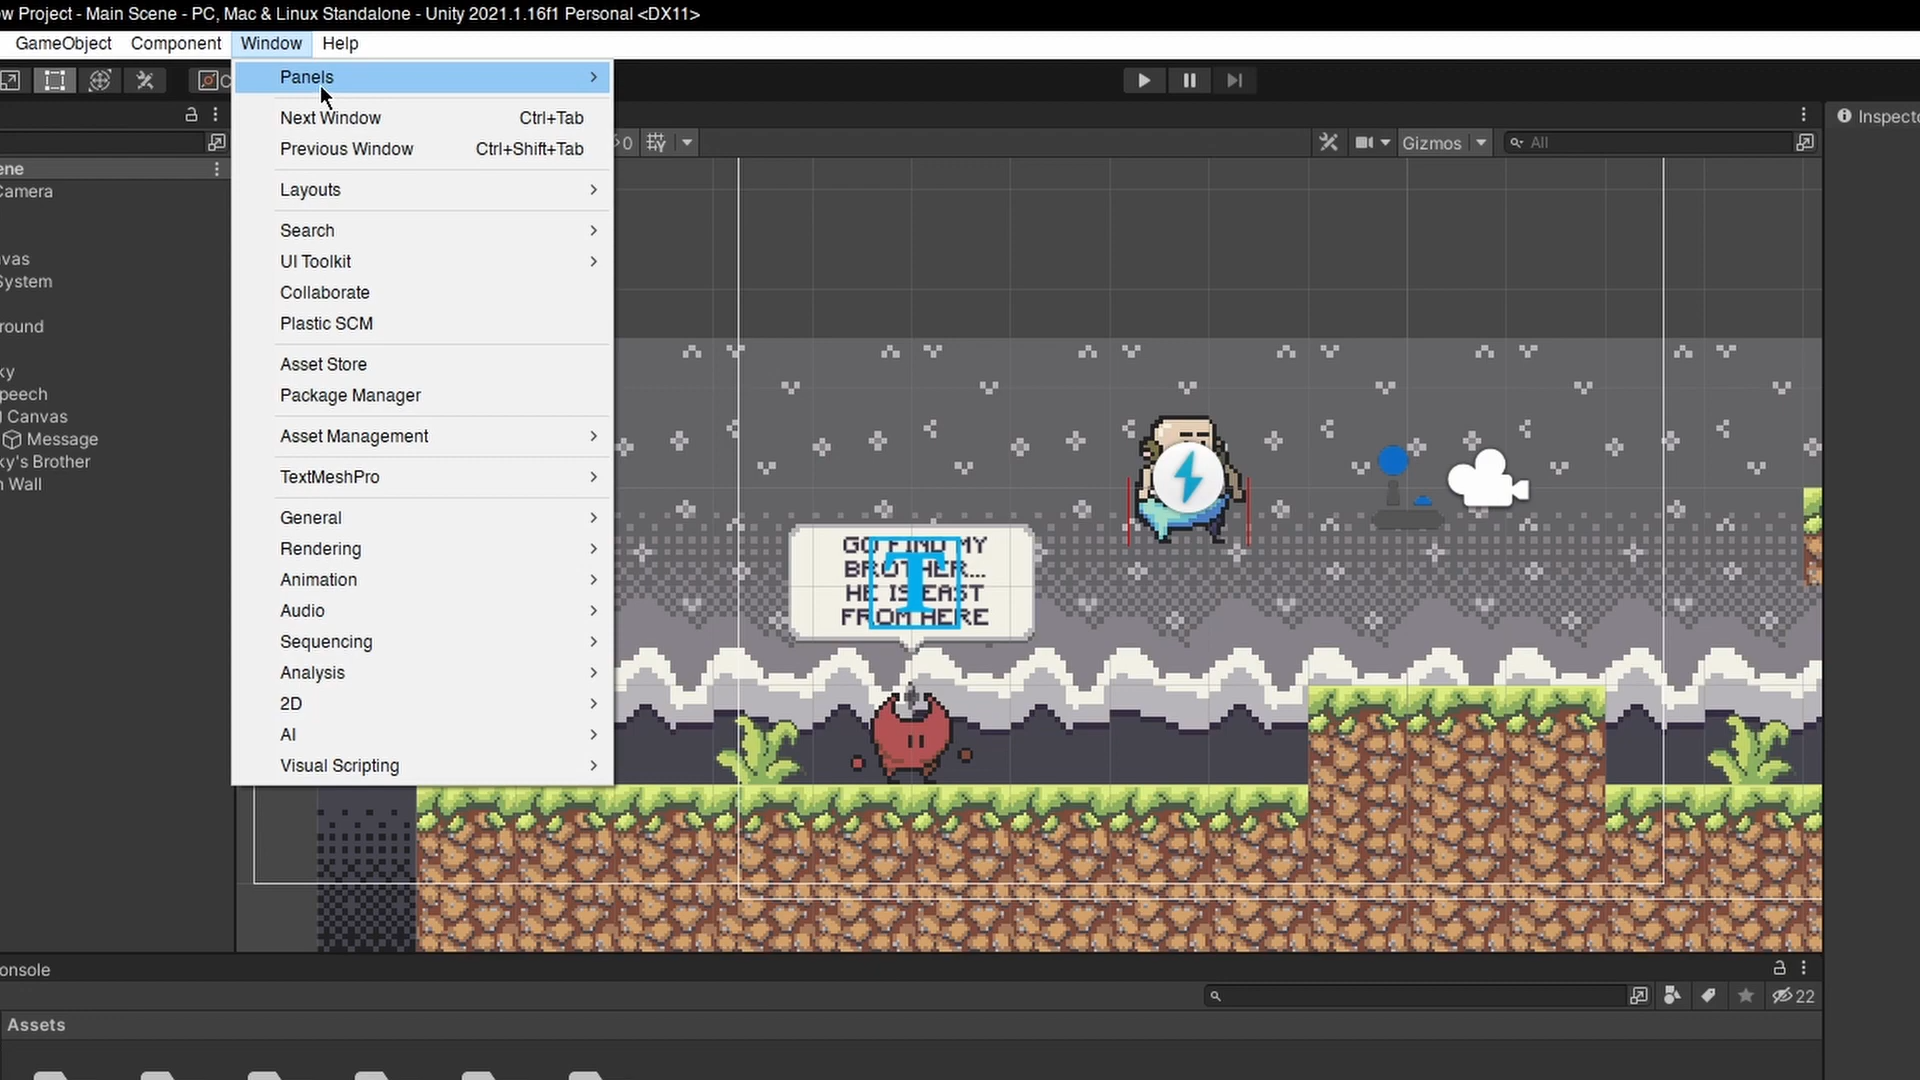 w Project - Main Scene - PC, Mac & Linux Standalone - Unity 2021.1.16f1 Personal <DX11>
GameObject Component Window Help
C
Panels
Next Window Ctrl+Tab
Previous Window Ctrl+Shift+Tab
Layouts
Search
UI Toolkit
Collaborate
Plastic SCM
Asset Store
Package Manager
Asset Management
TextMeshPro
General
Rendering
Animation
Audio
Sequencing
Analysis
2D
AI
Visual Scripting
ene
Camera
vas
System
round
ky
peech
Canvas
Message
ky's Brother
n Wall
0
Gizmos
All
Inspecto
GO FIND MY
BROTHER...
HE IS EAST
FROM HERE
T
onsole
22
Assets